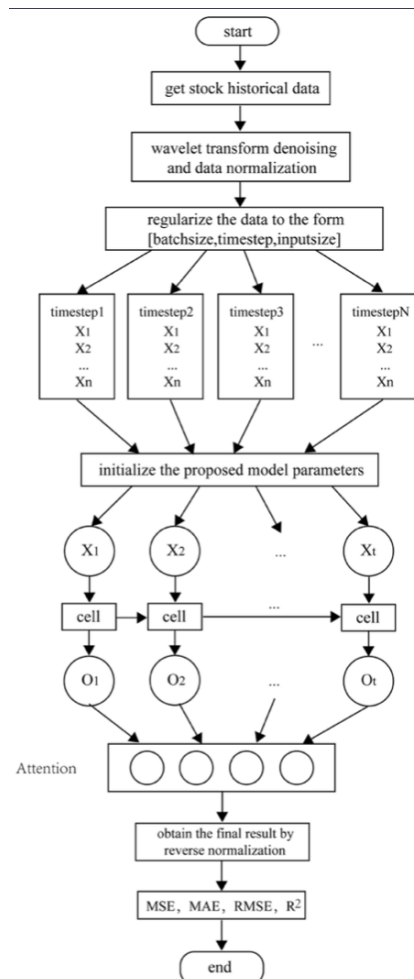 start
get stock historical data
wavelet transform denoising
and data normalization
regularize the data to the form
[batchsize,timestep,inputsize]
timestep1
X1
X2
...
Xn
timestep2
X1
X2
...
Xn
timestep3
X1
X2
...
Xn
...
timestepN
X1
X2
...
Xn
initialize the proposed model parameters
X1
X2
...
Xt
cell
cell
...
cell
O1
O2
...
Ot
Attention
obtain the final result by
reverse normalization
MSE, MAE, RMSE, R²
end